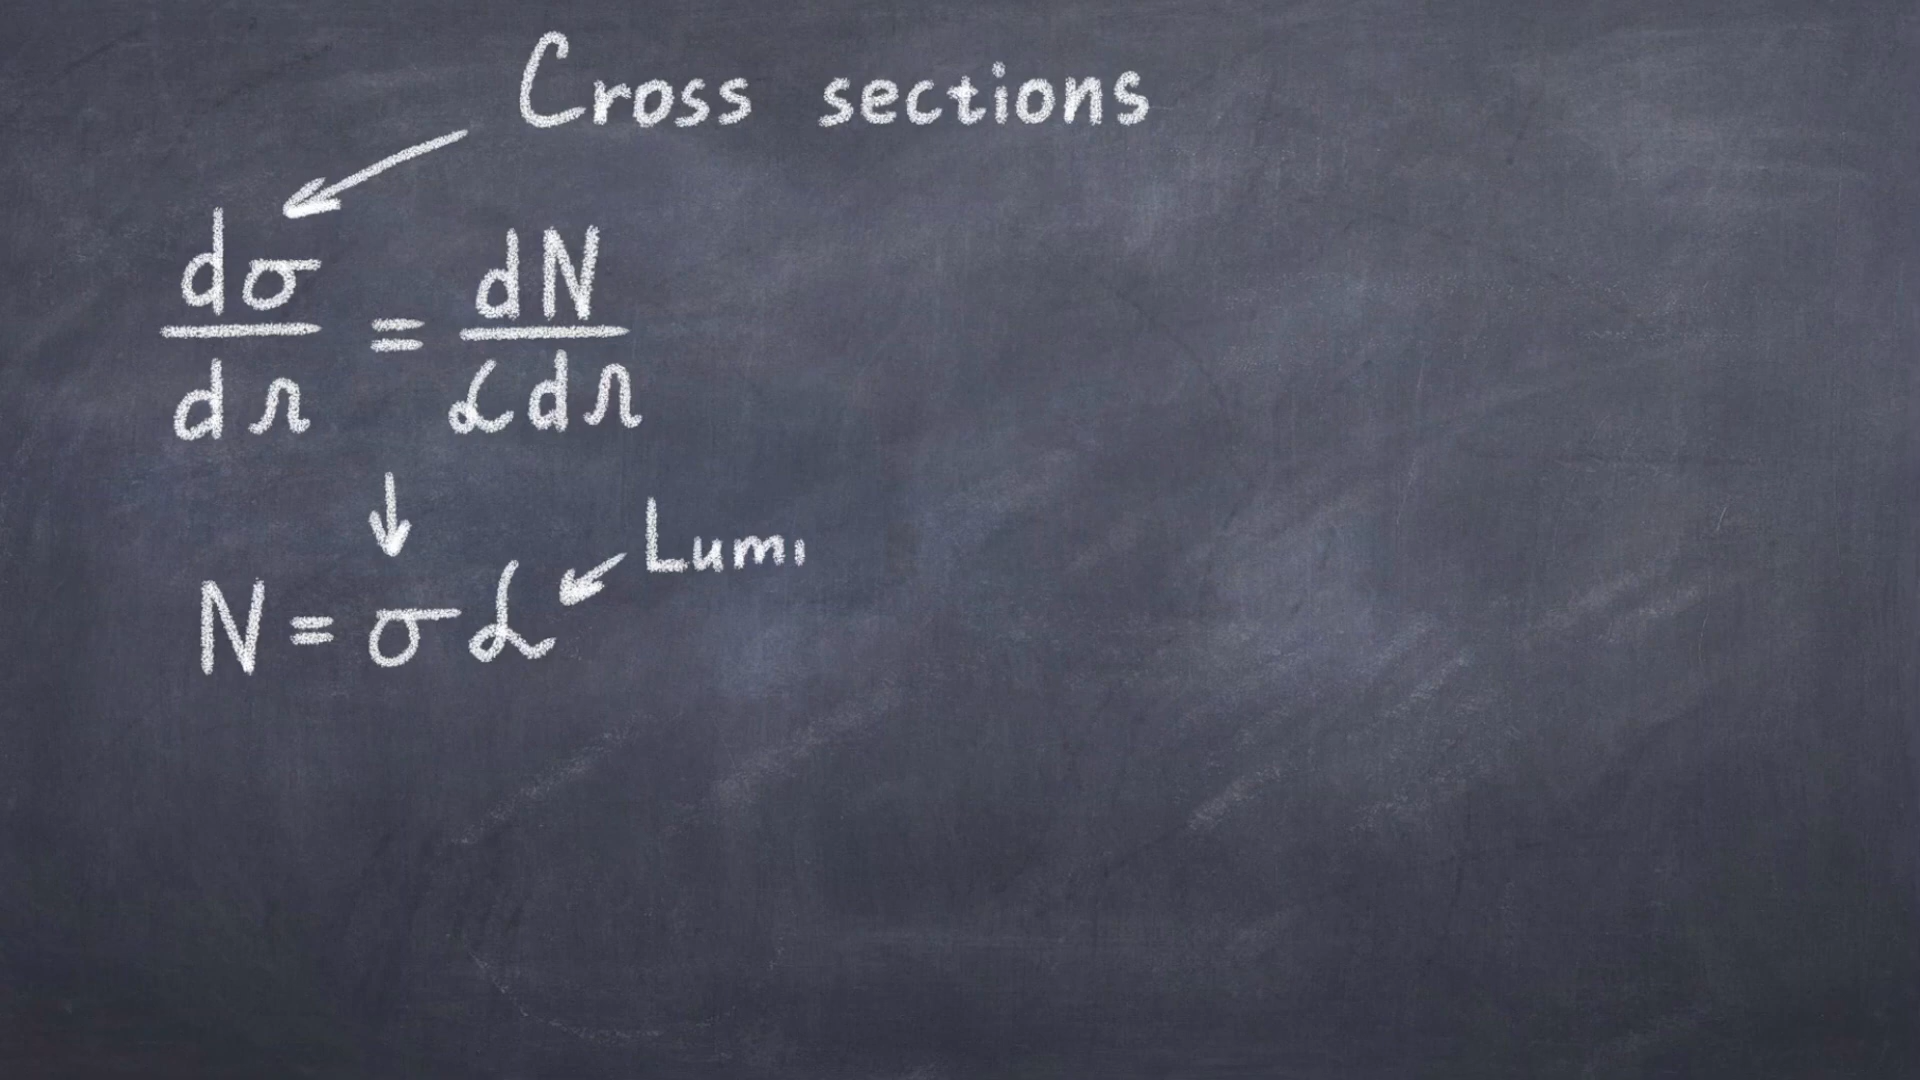 Cross sections
dσ/dΩ = dN/ℒdΩ
Lumi
N = σℒ